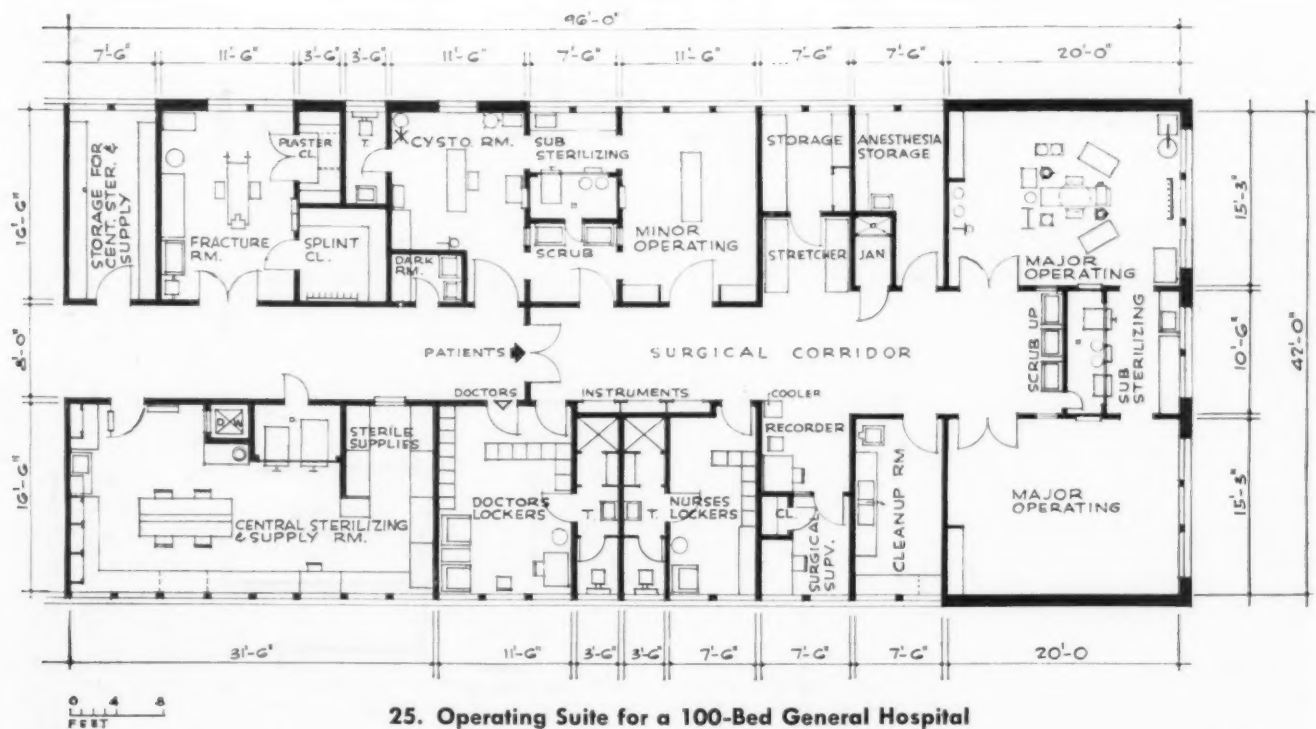 96'-0"
7'-6" 11'-6" 3'-6" 3'-6" 11'-6" 7'-6" 11'-6" 7'-6" 7'-6" 20'-0"
STORAGE FOR
CENT. STER. &
SUPPLY
FRACTURE
RM.
PLASTER
CL.
T.
SPLINT
CL.
CYSTO. RM.
DARK
RM.
SUB
STERILIZING
SCRUB
MINOR
OPERATING
STORAGE
STRETCHER
ANESTHESIA
STORAGE
JAN.
MAJOR
OPERATING
16'-6"
8'-0"
16'-6"
15'-3"
10'-6"
15'-3"
42'-0"
PATIENTS
SURGICAL CORRIDOR
SCRUB UP
SUB
STERILIZING
DOCTORS
INSTRUMENTS
COOLER
D.W.
STERILE
SUPPLIES
CENTRAL STERILIZING
& SUPPLY RM.
DOCTORS
LOCKERS
T.
T.
NURSES
LOCKERS
RECORDER
CL.
SURGICAL
SUPV.
CLEANUP RM
MAJOR
OPERATING
31'-6" 11'-6" 3'-6" 3'-6" 7'-6" 7'-6" 7'-6" 20'-0
0 4 8
FEET
25. Operating Suite for a 100-Bed General Hospital